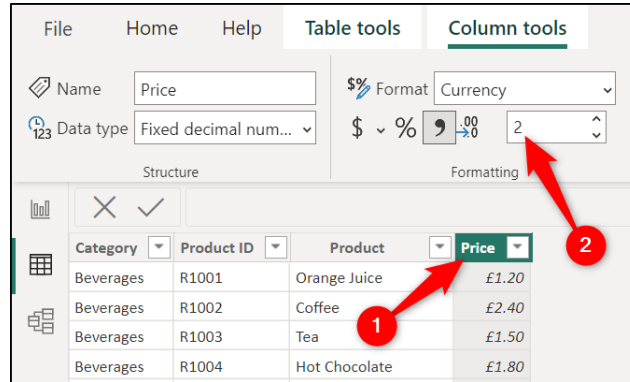 File Home Help Table tools Column tools
Name Price $% Format Currency
123 Data type Fixed decimal num... $ % , .00 →.0 2
Structure Formatting
2
Category Product ID Product Price
Beverages R1001 Orange Juice £1.20
Beverages R1002 Coffee £2.40
1
Beverages R1003 Tea £1.50
Beverages R1004 Hot Chocolate £1.80